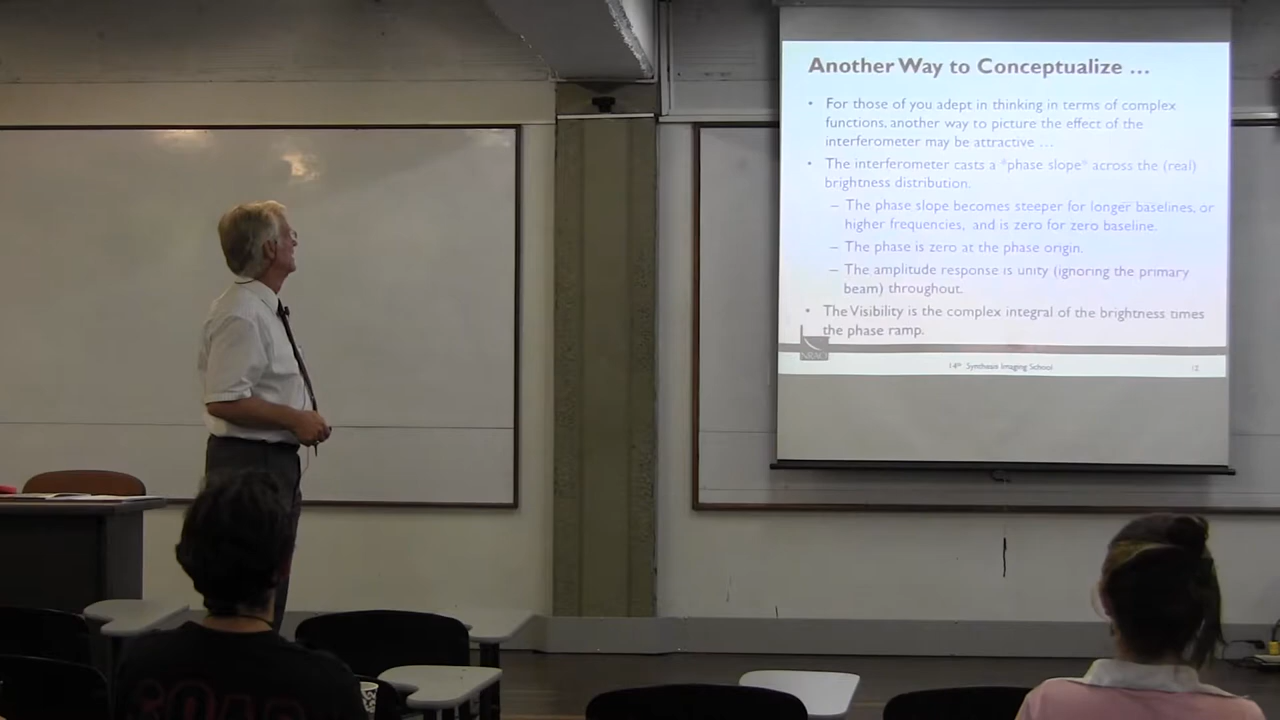 Another Way to Conceptualize …
• For those of you adept in thinking in terms of complex
functions, another way to picture the effect of the
interferometer may be attractive …
• The interferometer casts a "phase slope" across the (real)
brightness distribution.
– The phase slope becomes steeper for longer baselines, or
higher frequencies, and is zero for zero baseline.
– The phase is zero at the phase origin.
– The amplitude response is unity (ignoring the primary
beam) throughout.
• The Visibility is the complex integral of the brightness times
the phase ramp.
NRAO
14th Synthesis Imaging School
12